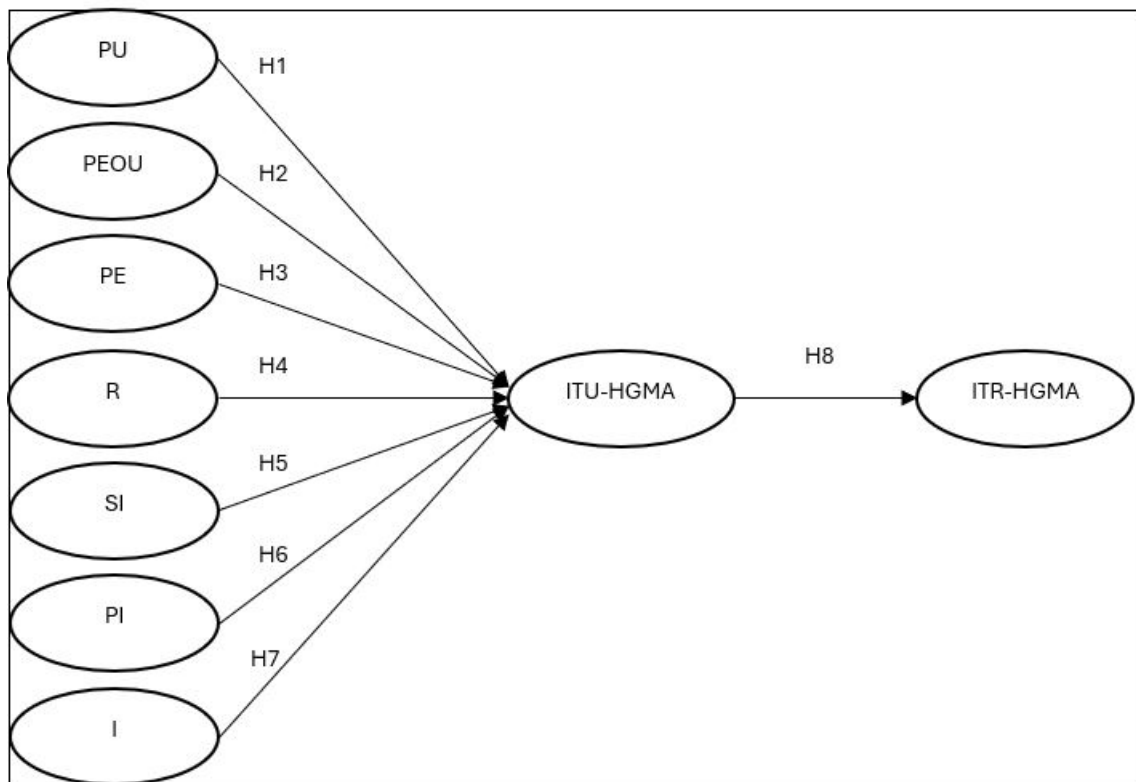 PU
H1
PEOU
H2
PE
H3
R
H4
ITU-HGMA
H8
ITR-HGMA
SI
H5
PI
H6
I
H7